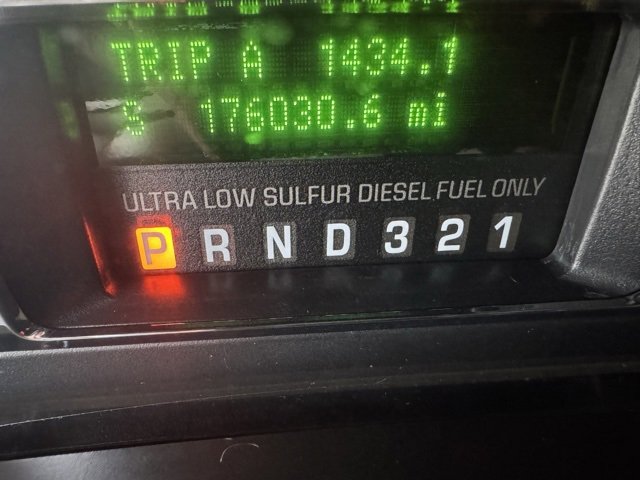 TRIP A 1434.1
S 176030.6 mi
ULTRA LOW SULFUR DIESEL FUEL ONLY
P R N D 3 2 1